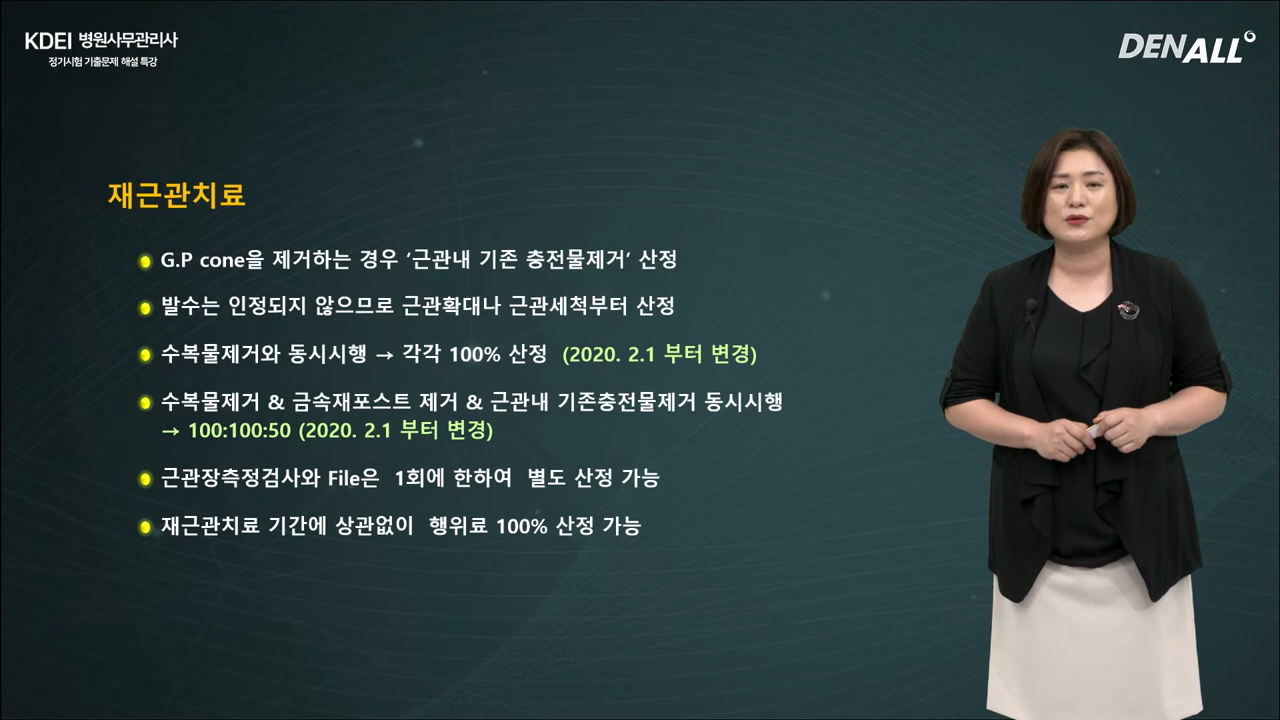 KDEI 병원사무관리사
정기시험 기출문제 해설 특강
DENALL
재근관치료
G.P cone을 제거하는 경우 ‘근관내 기존 충전물제거’ 산정
발수는 인정되지 않으므로 근관확대나 근관세척부터 산정
수복물제거와 동시시행 → 각각 100% 산정 (2020. 2.1 부터 변경)
수복물제거 & 금속재포스트 제거 & 근관내 기존충전물제거 동시시행
→ 100:100:50 (2020. 2.1 부터 변경)
근관장측정검사와 File은 1회에 한하여 별도 산정 가능
재근관치료 기간에 상관없이 행위료 100% 산정 가능